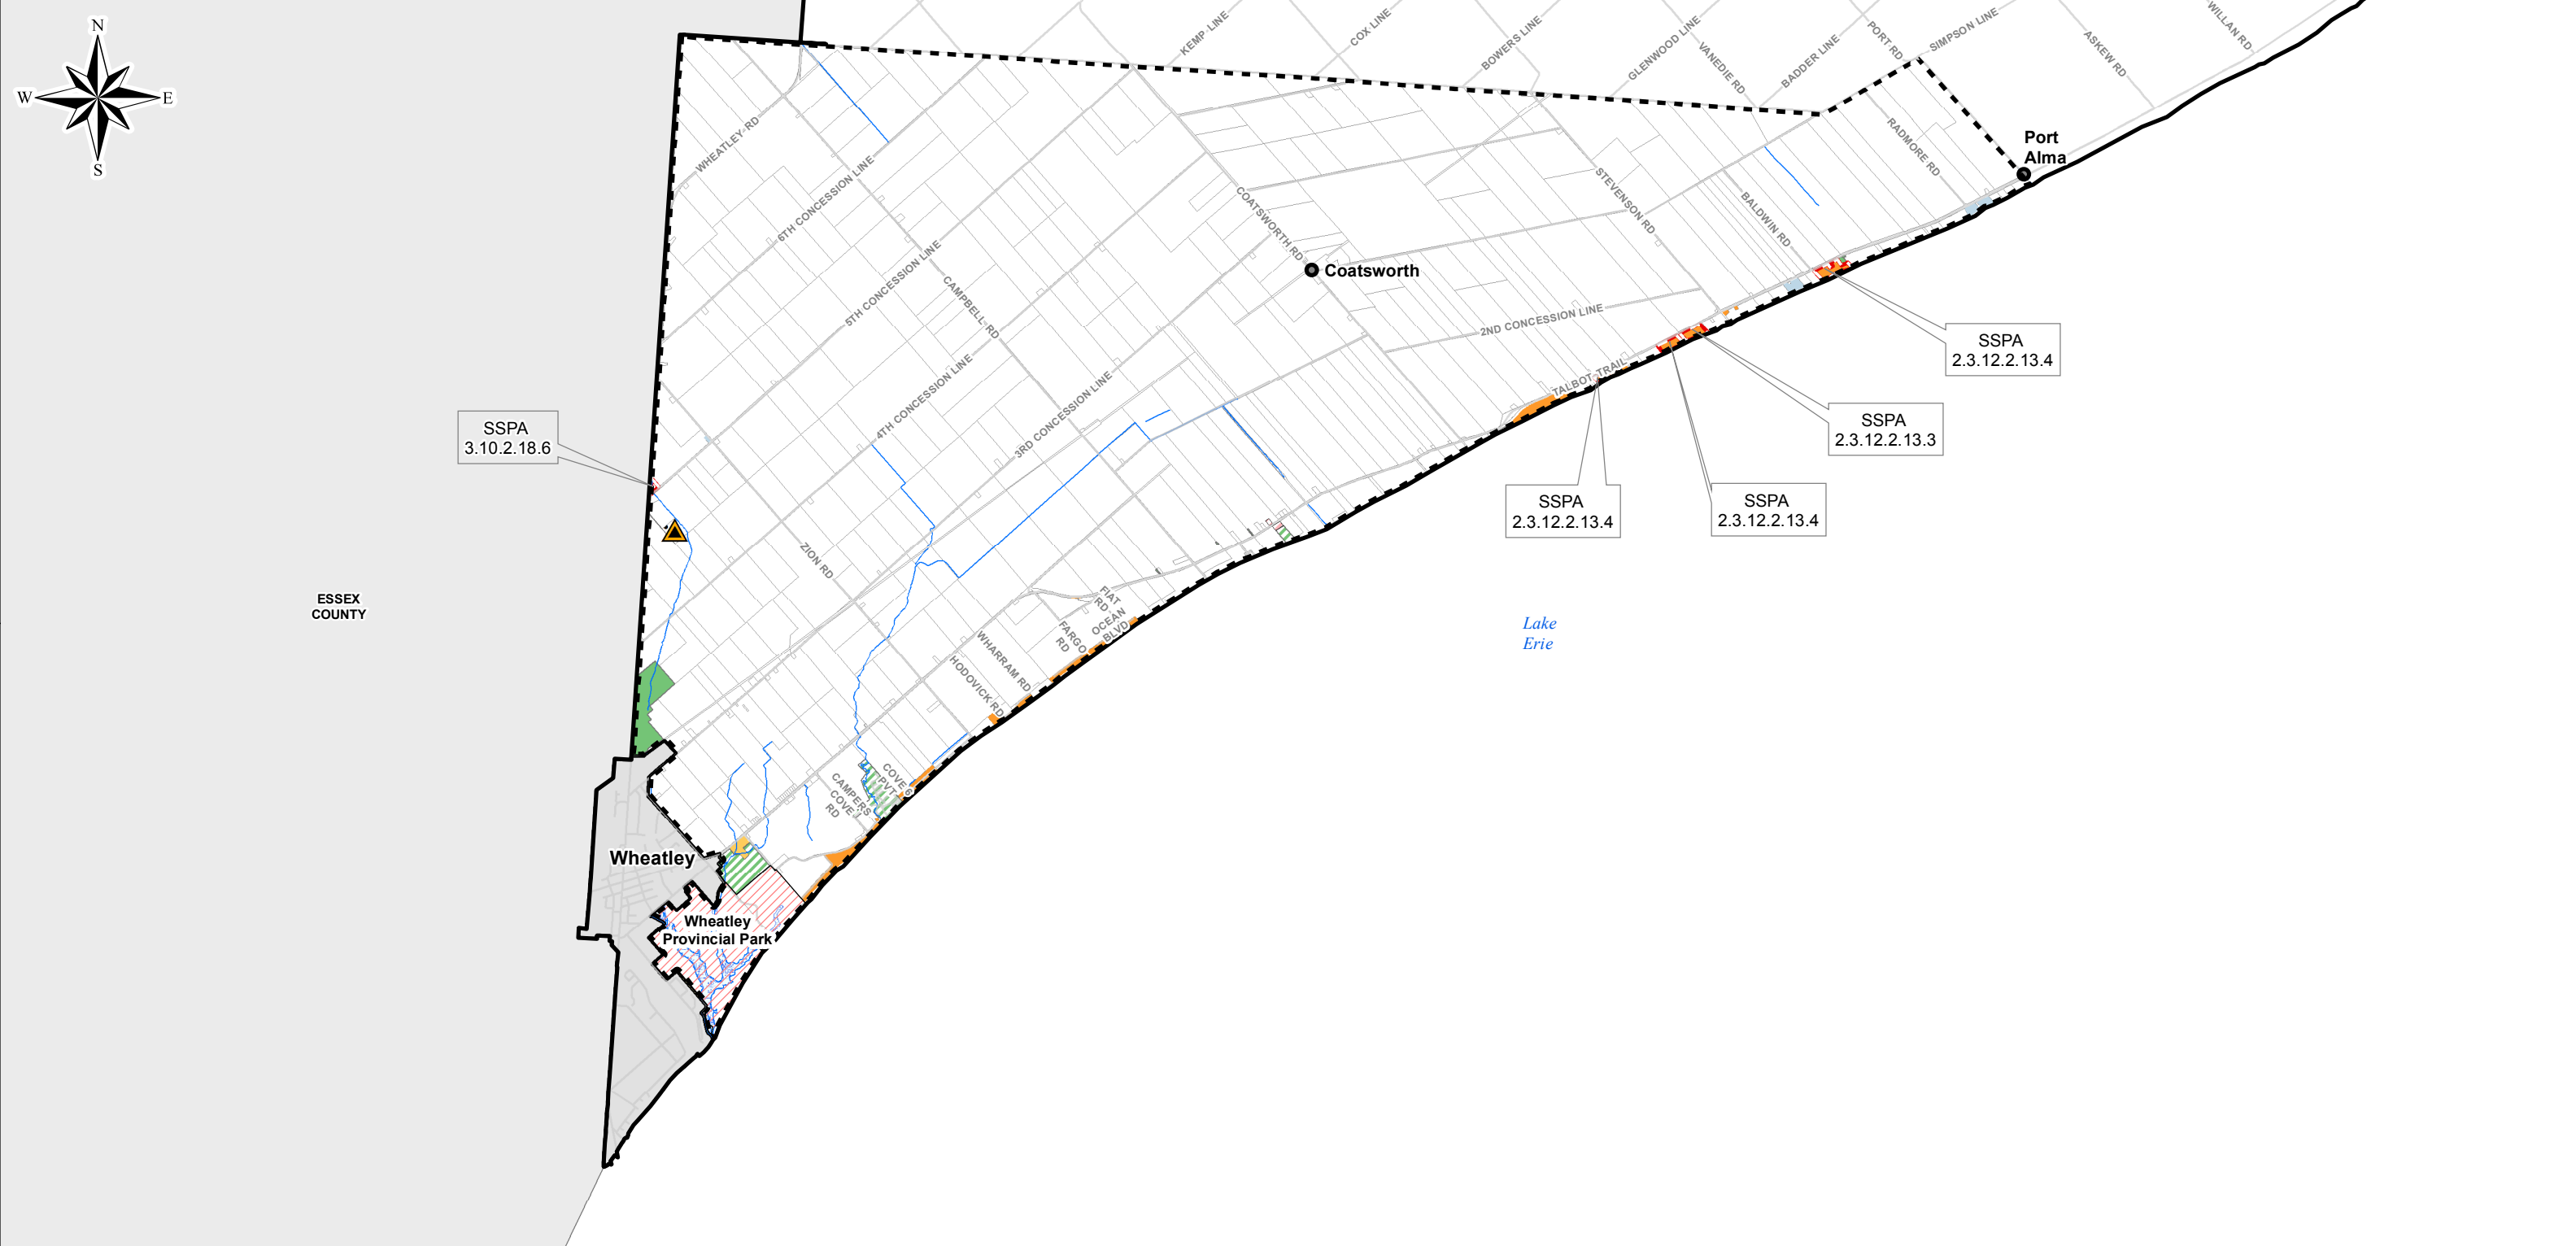 N
W
E
S
KEMP LINE
COX LINE
BOWERS LINE
GLENWOOD LINE
VANEDIE RD
BADDER LINE
PORT RD
SIMPSON LINE
ASKEW RD
WILLAN RD
WHEATLEY RD
6TH CONCESSION LINE
5TH CONCESSION LINE
CAMPBELL RD
COATSWORTH RD
STEVENSON RD
BALDWIN RD
RADMORE RD
Port
Alma
Coatsworth
2ND CONCESSION LINE
TALBOT TRAIL
4TH CONCESSION LINE
3RD CONCESSION LINE
ZION RD
SSPA
3.10.2.18.6
SSPA
2.3.12.2.13.4
SSPA
2.3.12.2.13.3
SSPA
2.3.12.2.13.4
SSPA
2.3.12.2.13.4
ESSEX
COUNTY
Lake
Erie
FIAT
RD
OCEAN
BLVD
FARGO
RD
WHARRAM RD
HODOVICK RD
COVE 6
PVT
CAMPERS
COVE
RD
Wheatley
Wheatley
Provincial Park